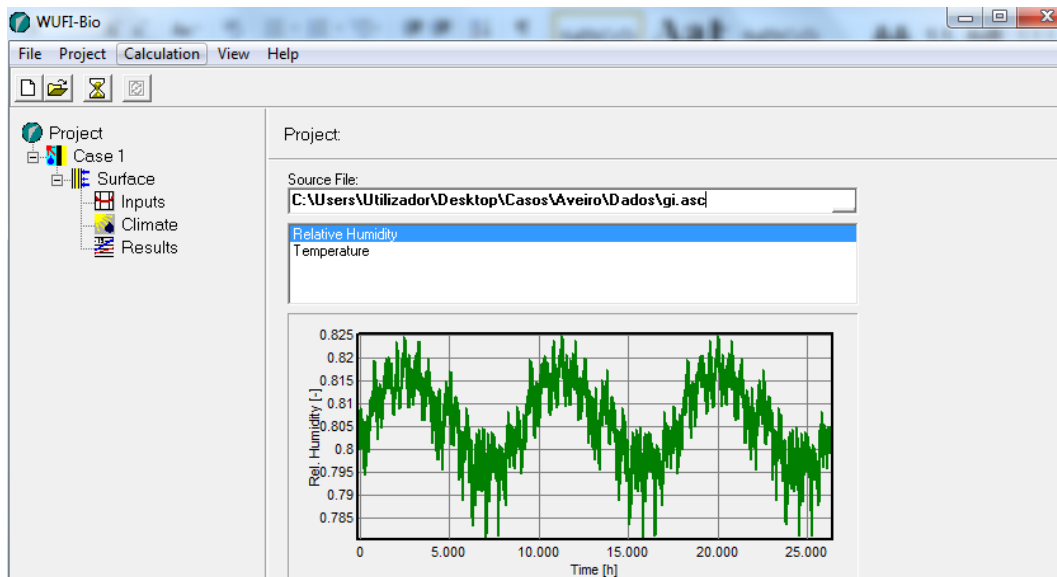 WUFI-Bio
File Project Calculation View Help
Project
Case 1
Surface
Inputs
Climate
Results
Project:
Source File:
C:\Users\Utilizador\Desktop\Casos\Aveiro\Dados\gi.asc
Relative Humidity
Temperature
Rel. Humidity [-]
0.825
0.82
0.815
0.81
0.805
0.8
0.795
0.79
0.785
0 5.000 10.000 15.000 20.000 25.000
Time [h]